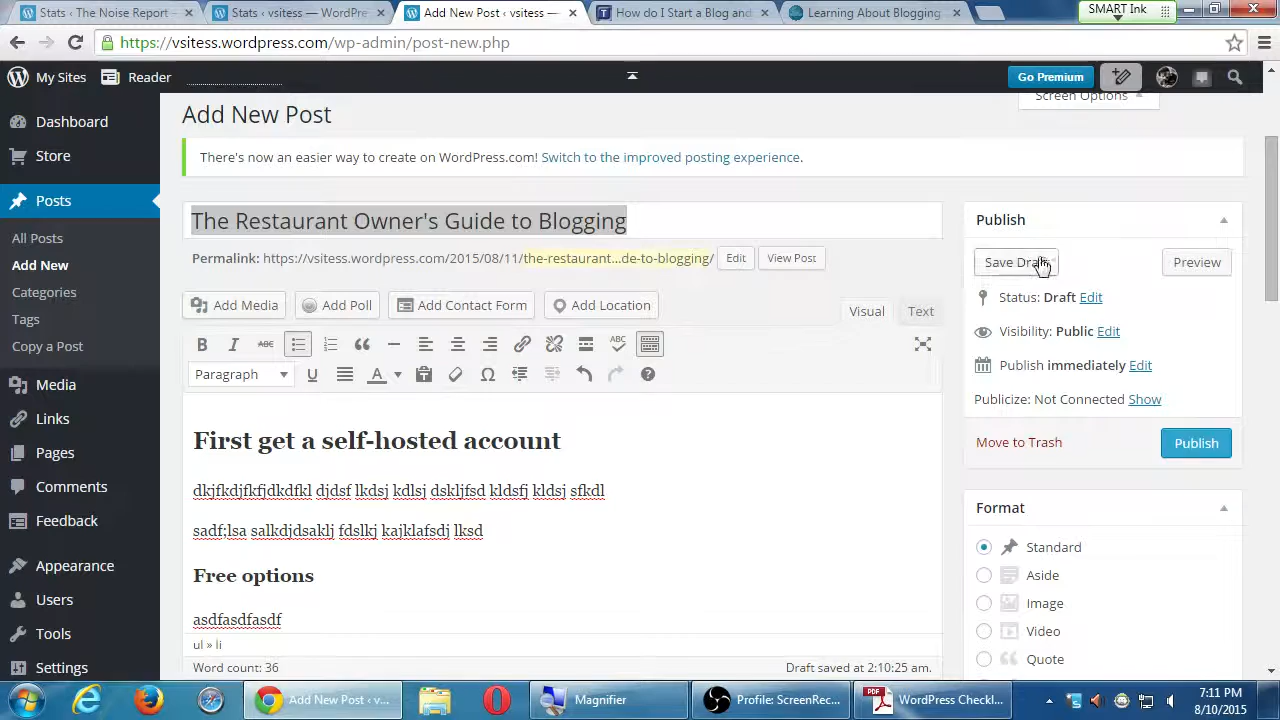 Stats ‹ The Noise Report
Stats ‹ vsitess — WordPre
Add New Post ‹ vsitess —
How do I Start a Blog and
Learning About Blogging
SMART Ink
https://vsitess.wordpress.com/wp-admin/post-new.php
My Sites
Reader
Go Premium
Dashboard
Store
Posts
All Posts
Add New
Categories
Tags
Copy a Post
Media
Links
Pages
Comments
Feedback
Appearance
Users
Tools
Settings
Screen Options
Add New Post
There's now an easier way to create on WordPress.com! Switch to the improved posting experience.
The Restaurant Owner's Guide to Blogging
Permalink: https://vsitess.wordpress.com/2015/08/11/the-restaurant…de-to-blogging/ Edit View Post
Add Media Add Poll Add Contact Form Add Location
Visual Text
B I ABC ABC
Paragraph U A Ω
First get a self-hosted account
dkjfkdjfkfjdkdfkl djdsf lkdsj kdlsj dskljfsd kldsfj kldsj sfkdl
sadf;lsa salkdjdsaklj fdslkj kajklafsdj lksd
Free options
asdfasdfasdf
ul » li
Word count: 36
Draft saved at 2:10:25 am.
Publish
Save Draft Preview
Status: Draft Edit
Visibility: Public Edit
Publish immediately Edit
Publicize: Not Connected Show
Move to Trash Publish
Format
Standard
Aside
Image
Video
Quote
Add New Post ‹ v...
Magnifier
Profile: ScreenRec...
PDF
WordPress Checkl...
7:11 PM
8/10/2015